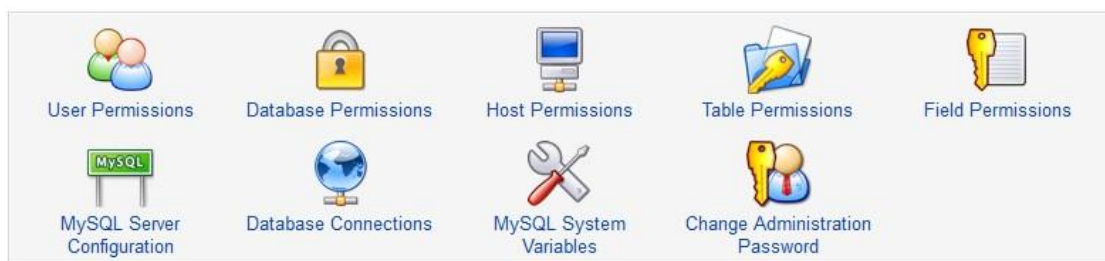 User Permissions
Database Permissions
Host Permissions
Table Permissions
Field Permissions
MySQL
MySQL Server
Configuration
Database Connections
MySQL System
Variables
Change Administration
Password